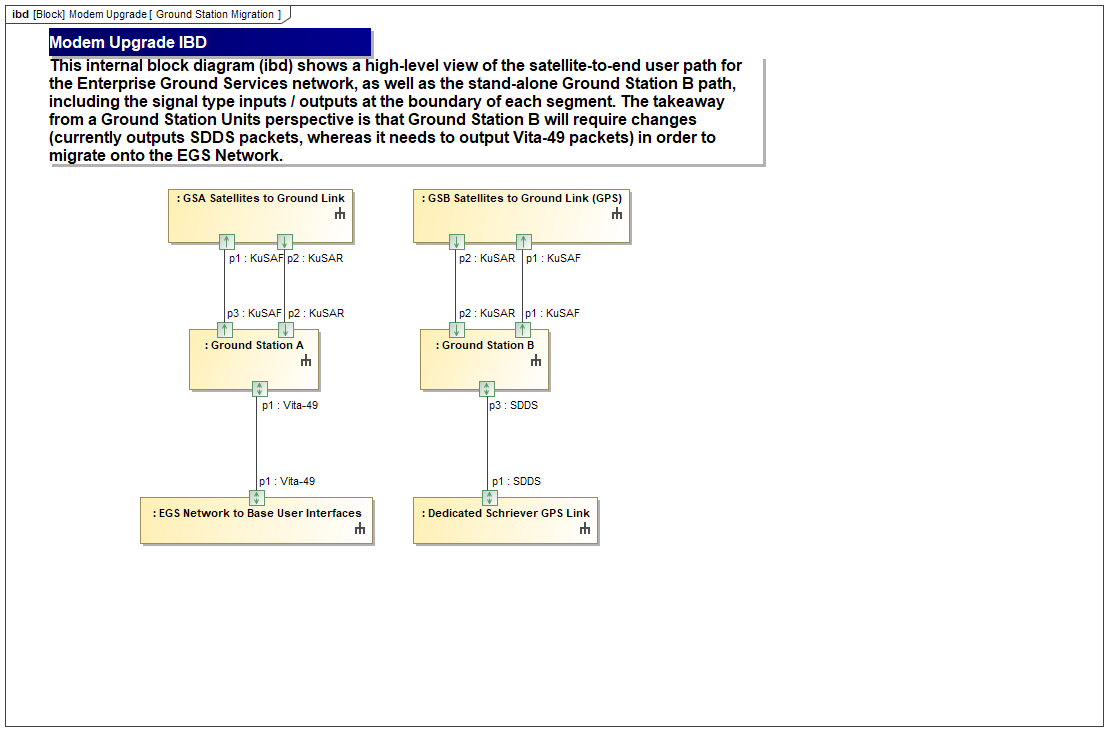 ibd [Block] Modem Upgrade [ Ground Station Migration ]
Modem Upgrade IBD
This internal block diagram (ibd) shows a high-level view of the satellite-to-end user path for
the Enterprise Ground Services network, as well as the stand-alone Ground Station B path,
including the signal type inputs / outputs at the boundary of each segment. The takeaway
from a Ground Station Units perspective is that Ground Station B will require changes
(currently outputs SDDS packets, whereas it needs to output Vita-49 packets) in order to
migrate onto the EGS Network.
: GSA Satellites to Ground Link
: GSB Satellites to Ground Link (GPS)
p1 : KuSAF
p2 : KuSAR
p2 : KuSAR
p1 : KuSAF
p3 : KuSAF
p2 : KuSAR
p2 : KuSAR
p1 : KuSAF
: Ground Station A
: Ground Station B
p1 : Vita-49
p3 : SDDS
p1 : Vita-49
p1 : SDDS
: EGS Network to Base User Interfaces
: Dedicated Schriever GPS Link